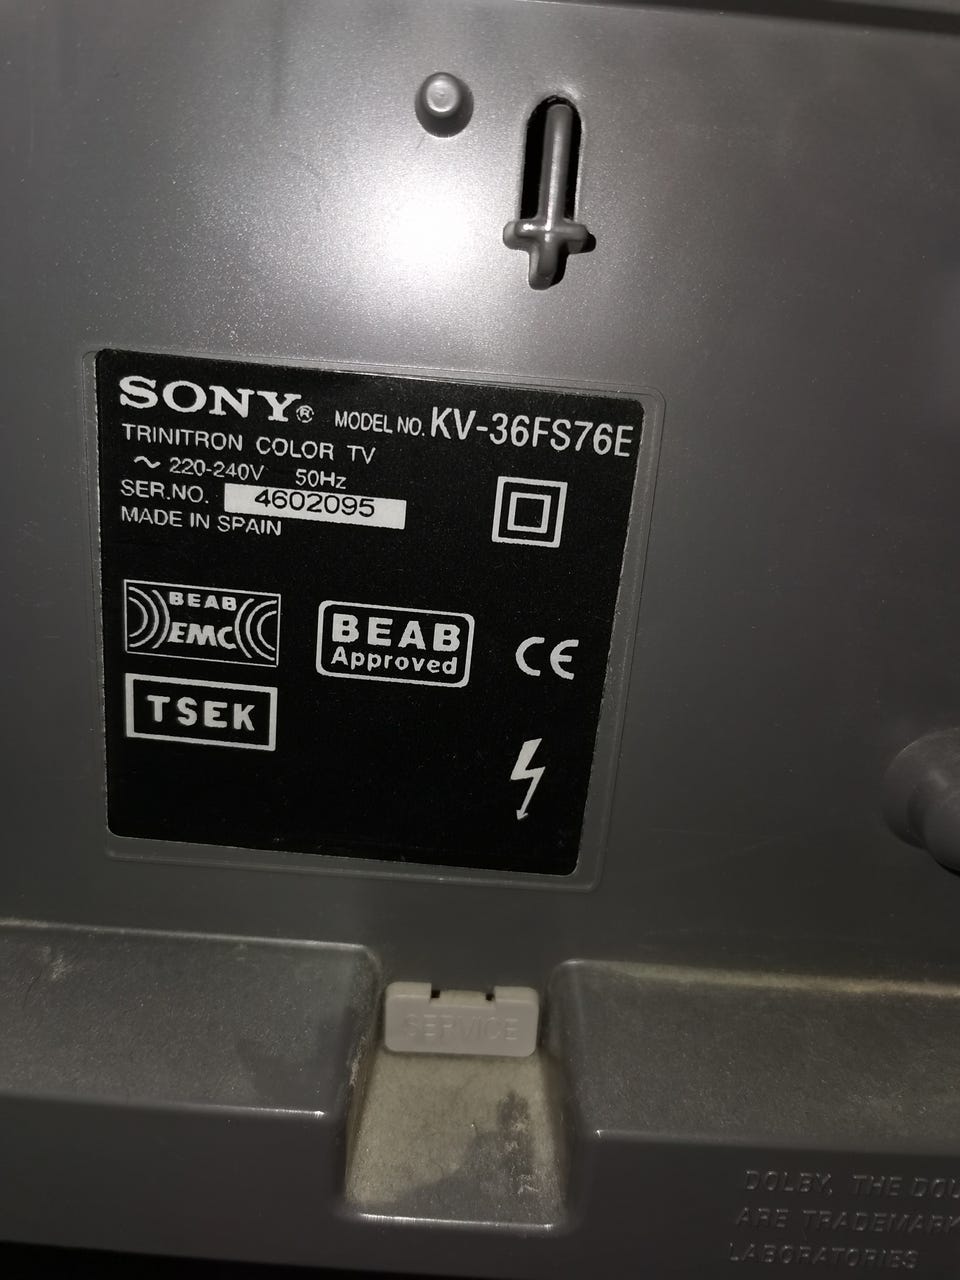 SONY® MODEL NO. KV-36FS76E
TRINITRON COLOR TV
~ 220-240V 50Hz
SER.NO. 4602095
MADE IN SPAIN
BEAB
EMC
BEAB
Approved
CE
TSEK
SERVICE
DOLBY, THE DOU
ARE TRADEMARK
LABORATORIES